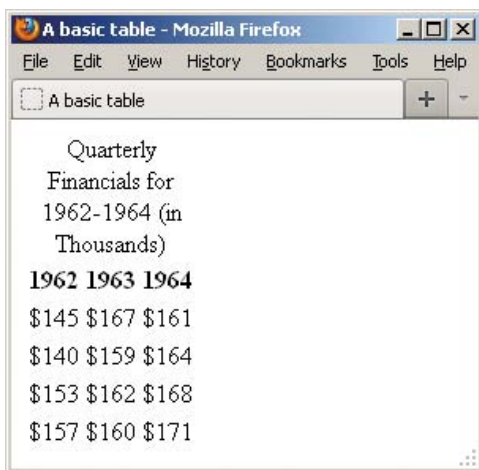 A basic table - Mozilla Firefox
File Edit View History Bookmarks Tools Help
A basic table
Quarterly
Financials for
1962-1964 (in
Thousands)
1962 1963 1964
$145 $167 $161
$140 $159 $164
$153 $162 $168
$157 $160 $171